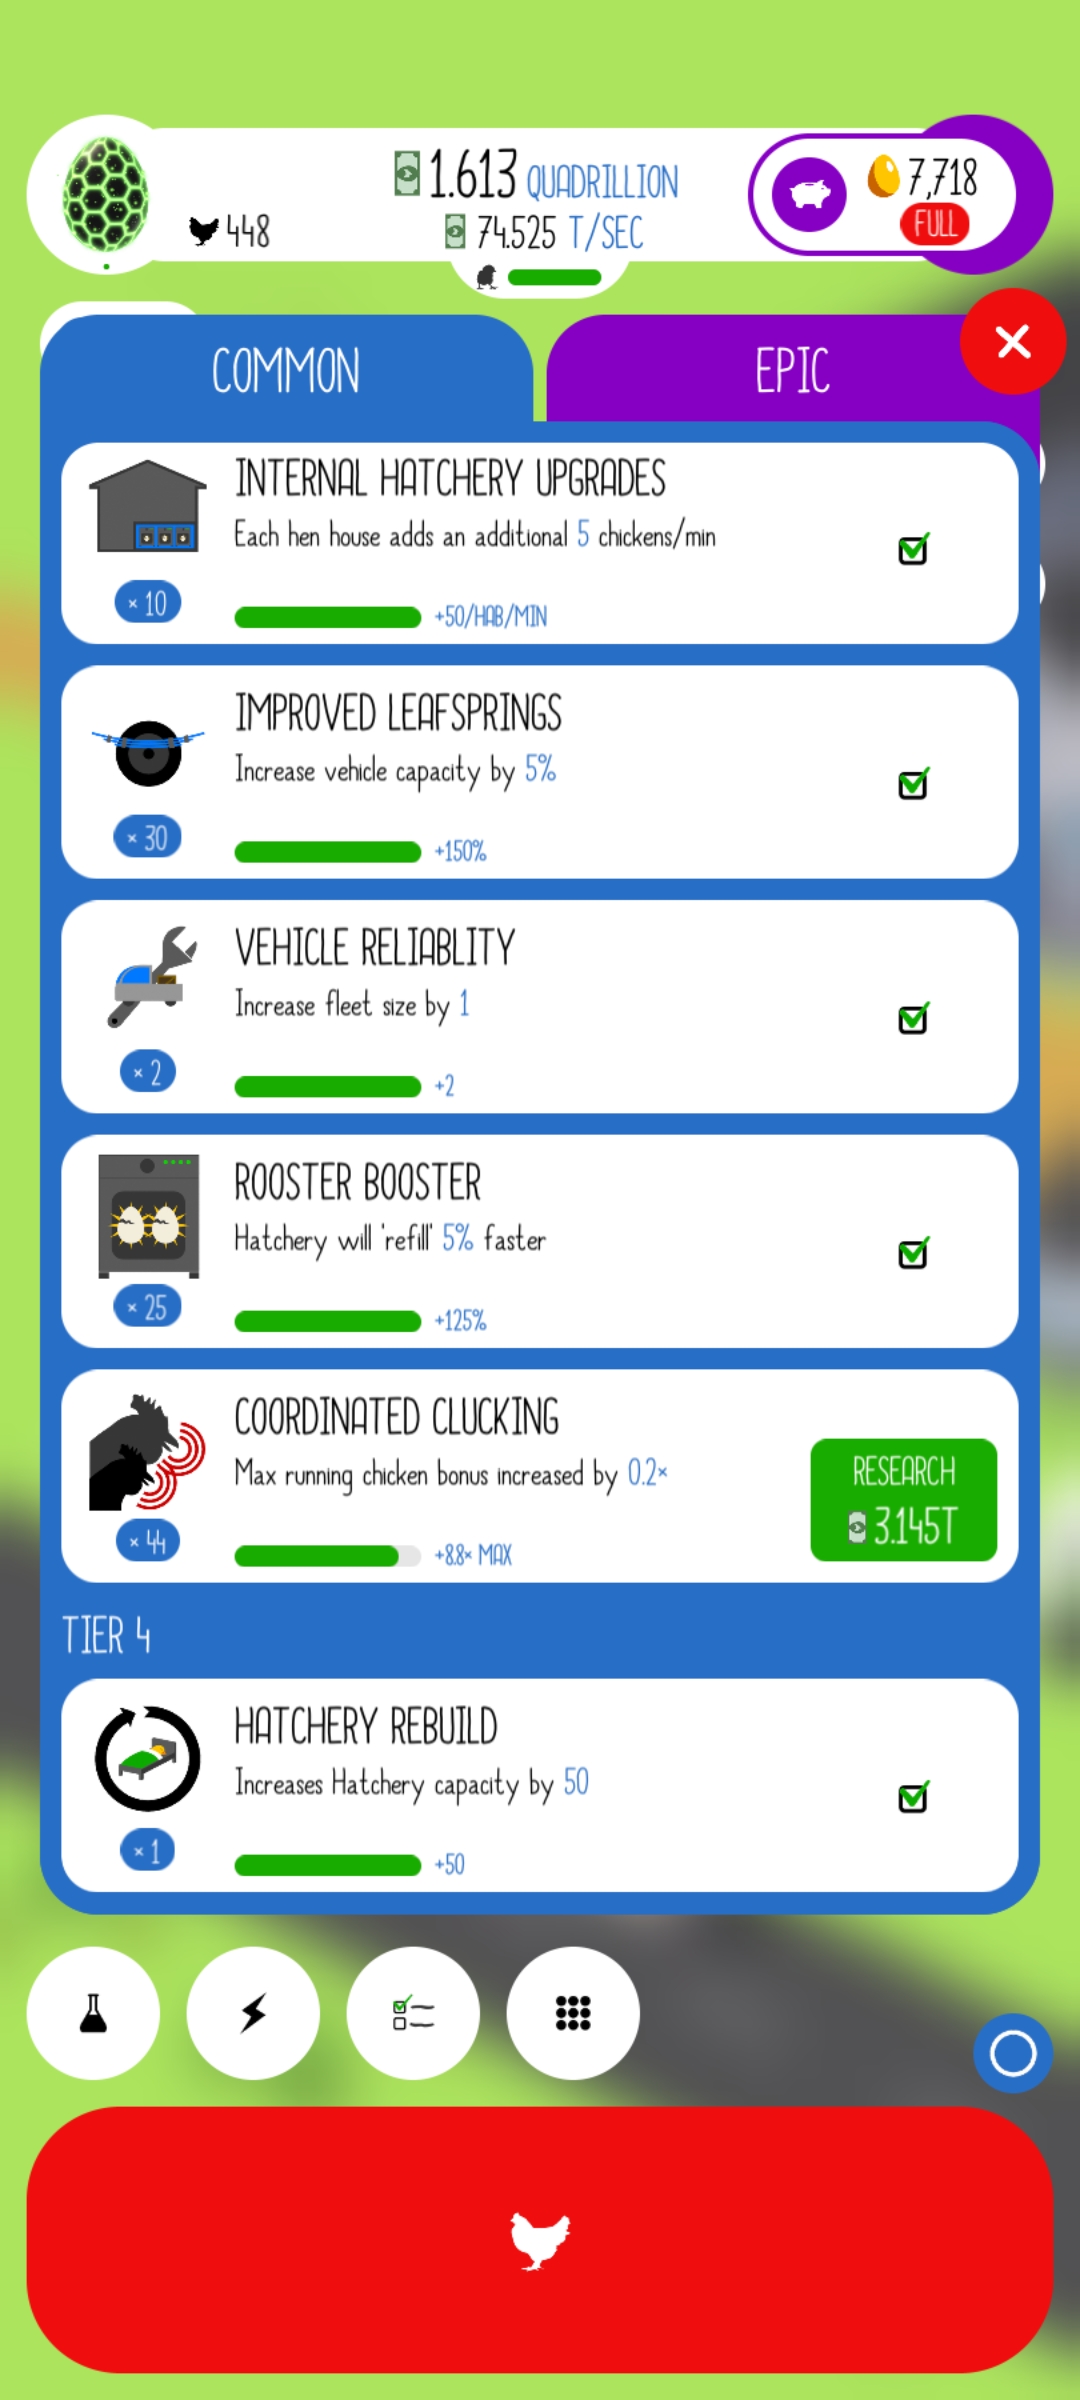 1.613 QUADRILLION
448
74.525 T/SEC
7,718
FULL
COMMON
EPIC
INTERNAL HATCHERY UPGRADES
Each hen house adds an additional 5 chickens/min
× 10
+50/HAB/MIN
IMPROVED LEAFSPRINGS
Increase vehicle capacity by 5%
× 30
+150%
VEHICLE RELIABLITY
Increase fleet size by 1
× 2
+2
ROOSTER BOOSTER
Hatchery will 'refill' 5% faster
× 25
+125%
COORDINATED CLUCKING
Max running chicken bonus increased by 0.2×
RESEARCH
3.145T
× 44
+8.8× MAX
TIER 4
HATCHERY REBUILD
Increases Hatchery capacity by 50
× 1
+50